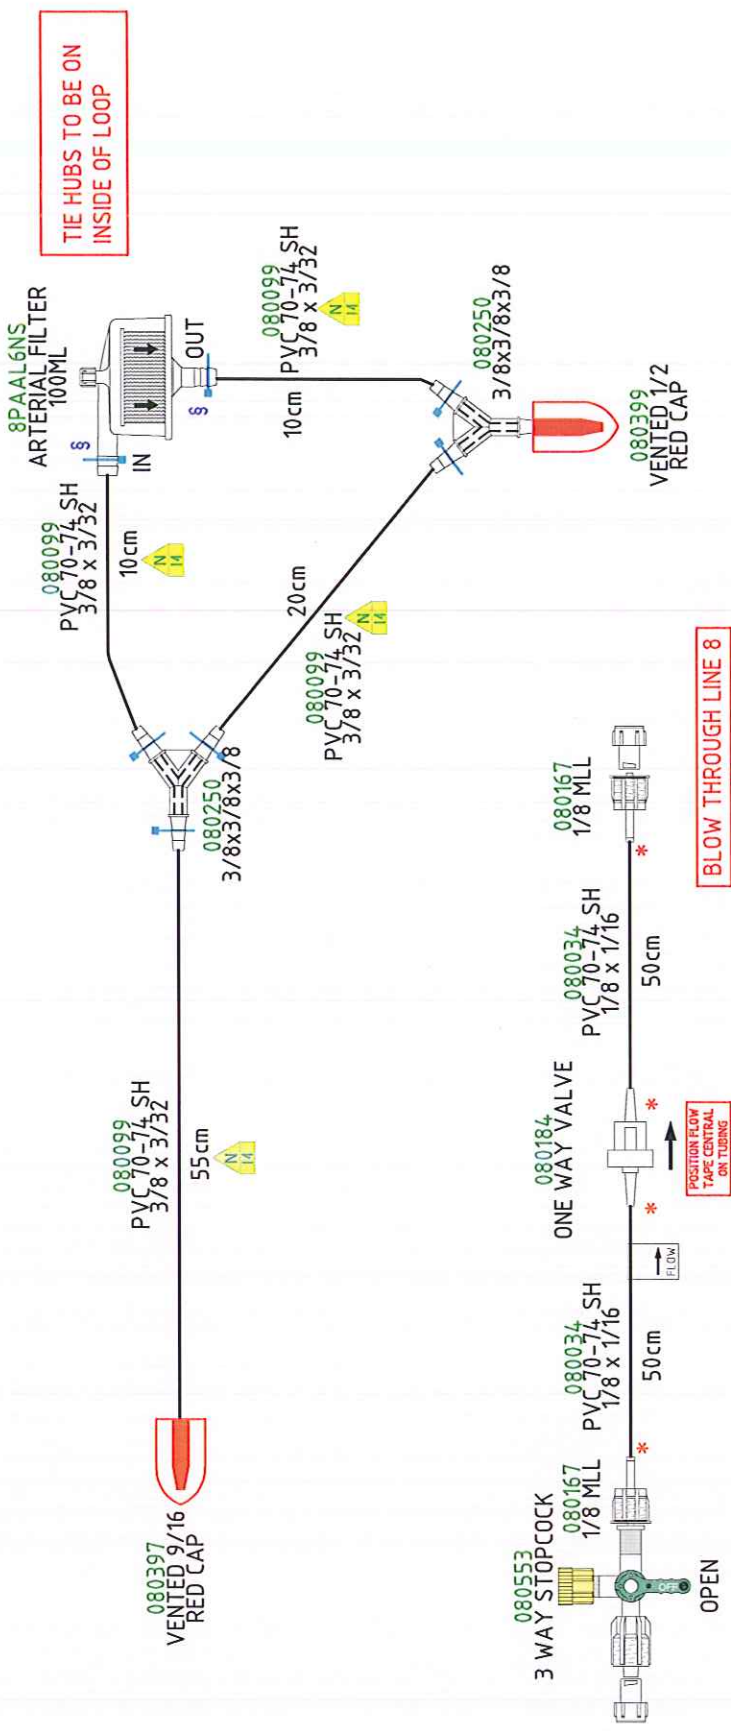 TIE HUBS TO BE ON
INSIDE OF LOOP
8PAAL6NS
ARTERIAL FILTER
100ML
§
IN
§
OUT
080099
PVC 70-74 SH
3/8 x 3/32
10cm
N
14
080099
PVC 70-74 SH
3/8 x 3/32
10cm
N
14
080250
3/8x3/8x3/8
080399
VENTED 1/2
RED CAP
20cm
080099
PVC 70-74 SH
3/8 x 3/32
N
14
080250
3/8x3/8x3/8
080099
PVC 70-74 SH
3/8 x 3/32
55cm
N
14
080397
VENTED 9/16
RED CAP
080553
3 WAY STOPCOCK
OFF
OPEN
080167
1/8 MLL
*
080034
PVC 70-74 SH
1/8 x 1/16
50cm
FLOW
*
080184
ONE WAY VALVE
*
POSITION FLOW
TAPE CENTRAL
ON TUBING
080034
PVC 70-74 SH
1/8 x 1/16
50cm
*
080167
1/8 MLL
BLOW THROUGH LINE 8